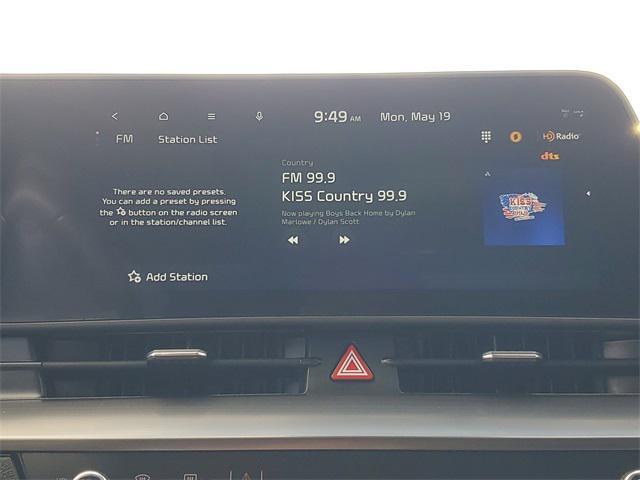 9:49 AM Mon, May 19
FM Station List
HD Radio
dts
Country
FM 99.9
KISS Country 99.9
Now playing Boys Back Home by Dylan
Marlowe / Dylan Scott
There are no saved presets.
You can add a preset by pressing
the button on the radio screen
or in the station/channel list.
Add Station
KISS
COUNTRY